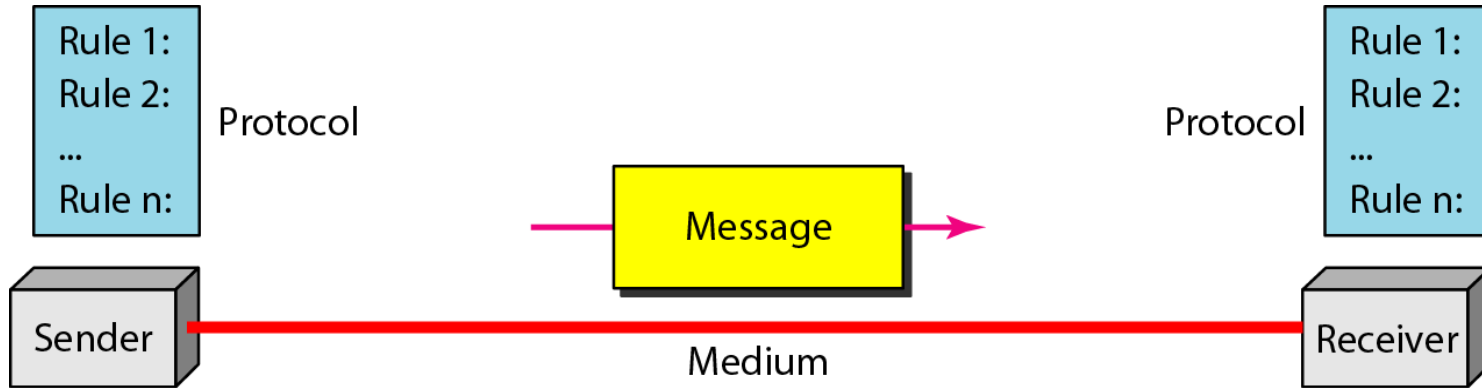 Rule 1:
Rule 2:
...
Rule n:
Protocol
Protocol
Rule 1:
Rule 2:
...
Rule n:
Message
Sender
Medium
Receiver